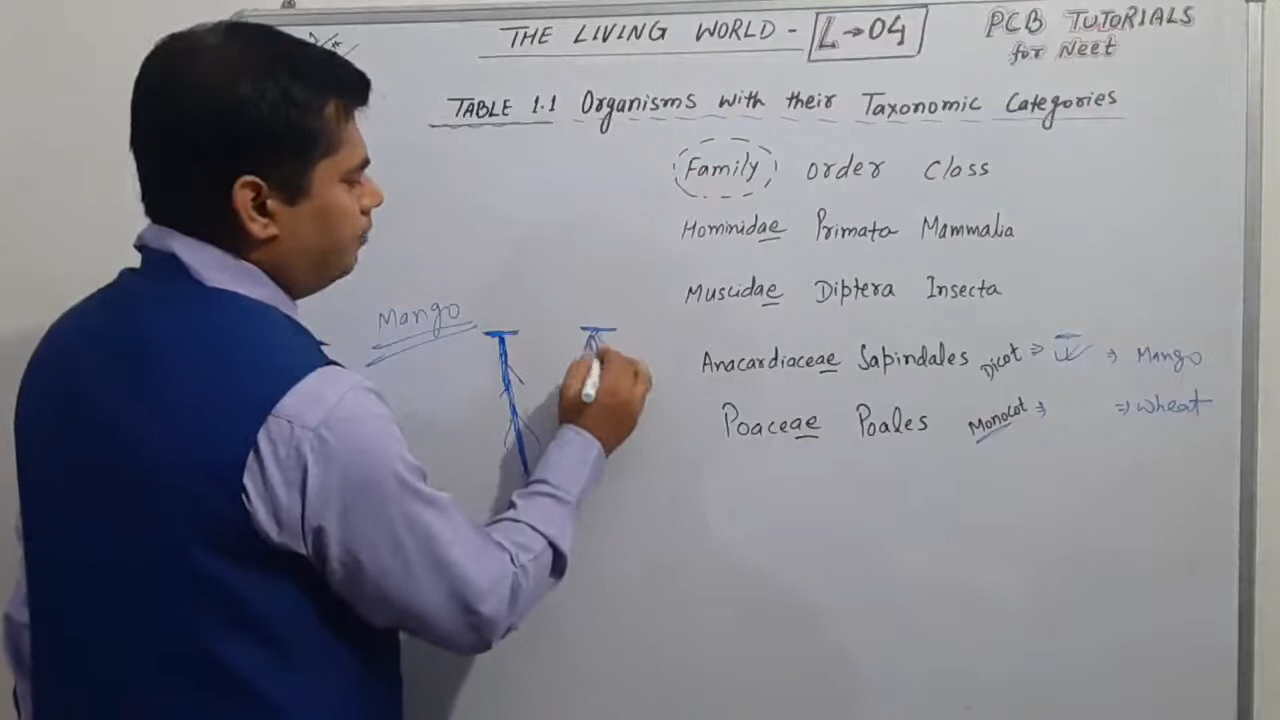 THE LIVING WORLD - L→04
PCB TUTORIALS
for Neet
TABLE 1.1 Organisms with their Taxonomic Categories
Family order Class
Hominidae Primata Mammalia
Muscidae Diptera Insecta
Mango
Anacardiaceae Sapindales Dicot ⇒ ⇒ Mango
Poaceae Poales Monocot ⇒ ⇒ Wheat